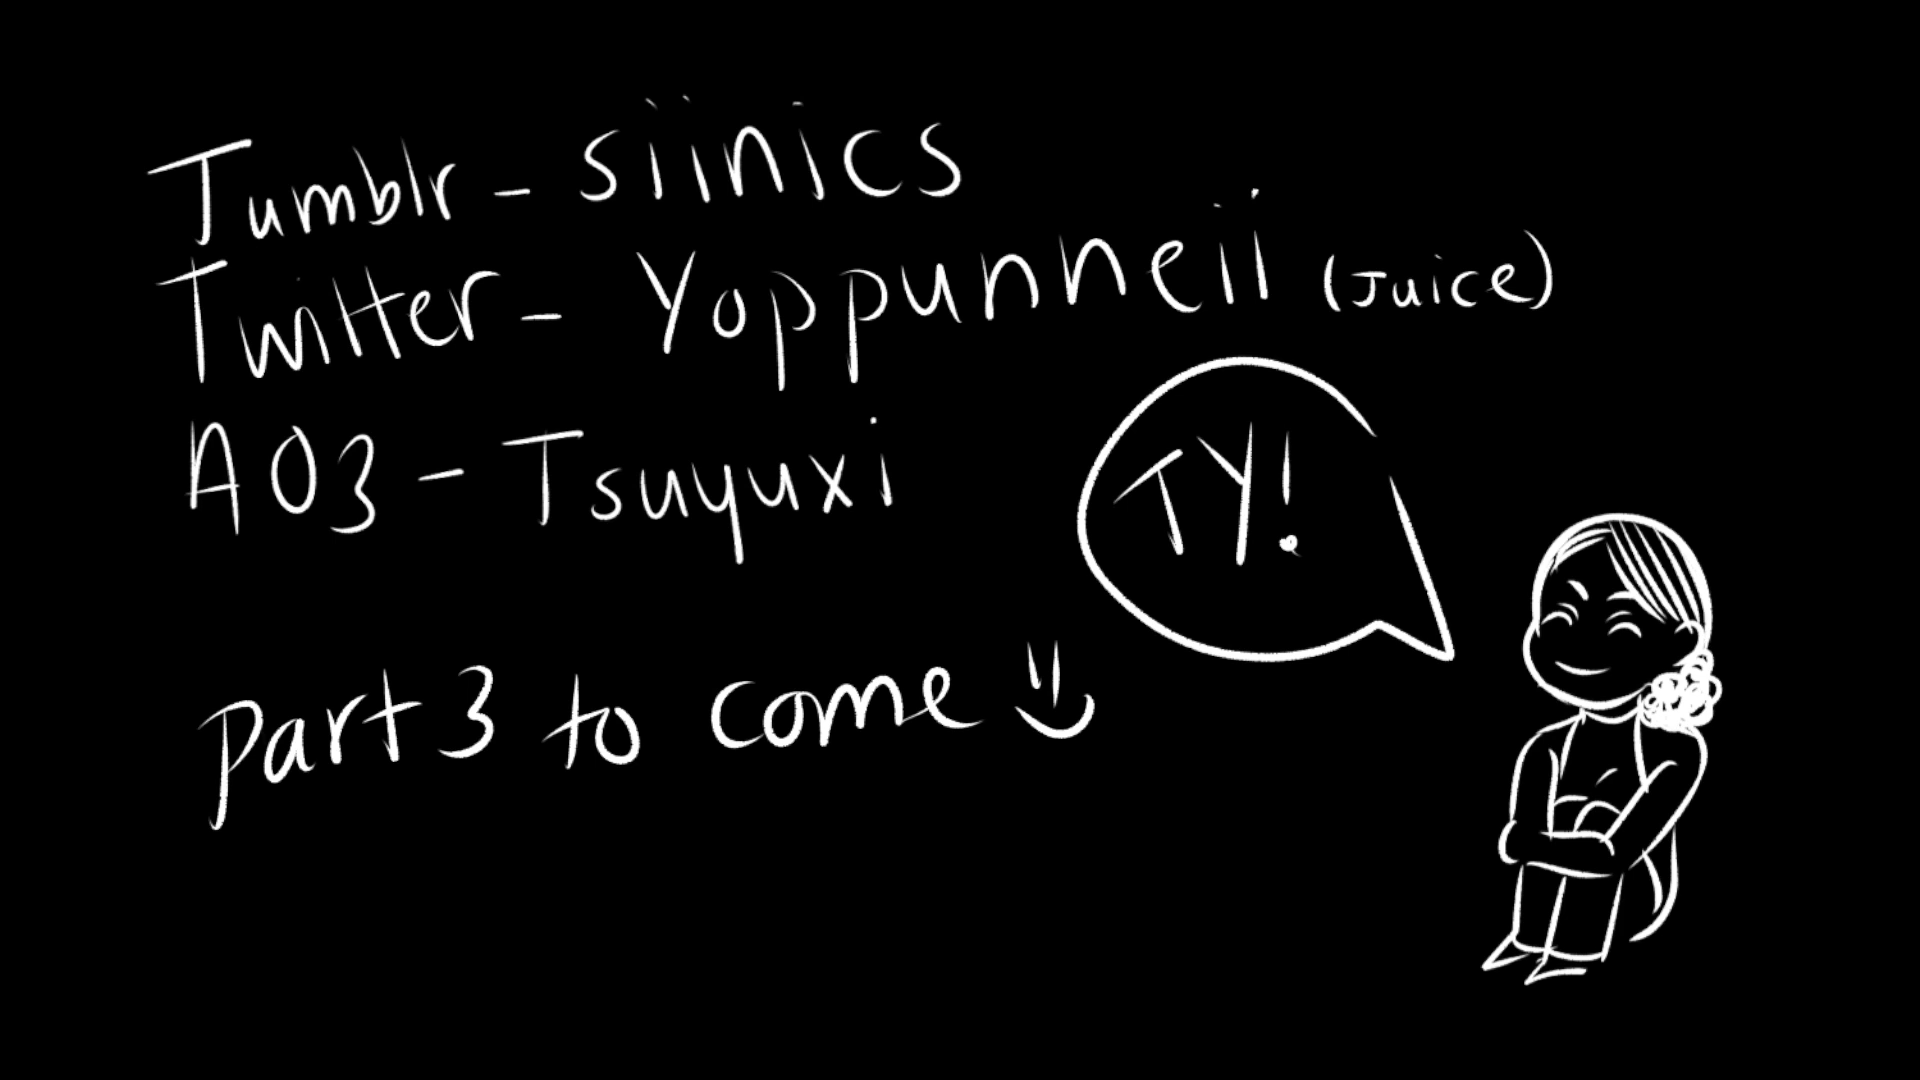 Tumblr - siinics
Twitter - Yoppunneii (Juice)
AO3 - Tsuyuxi
TY!
Part 3 to come :)